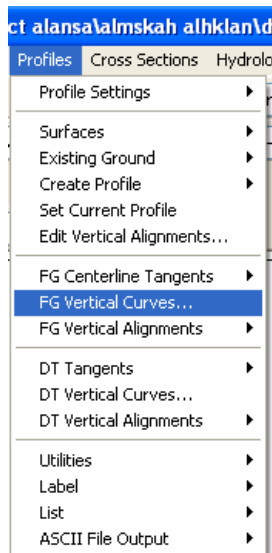 ct alansa\almskah alhklan\d
Profiles Cross Sections Hydrolo
Profile Settings
Surfaces
Existing Ground
Create Profile
Set Current Profile
Edit Vertical Alignments...
FG Centerline Tangents
FG Vertical Curves...
FG Vertical Alignments
DT Tangents
DT Vertical Curves...
DT Vertical Alignments
Utilities
Label
List
ASCII File Output